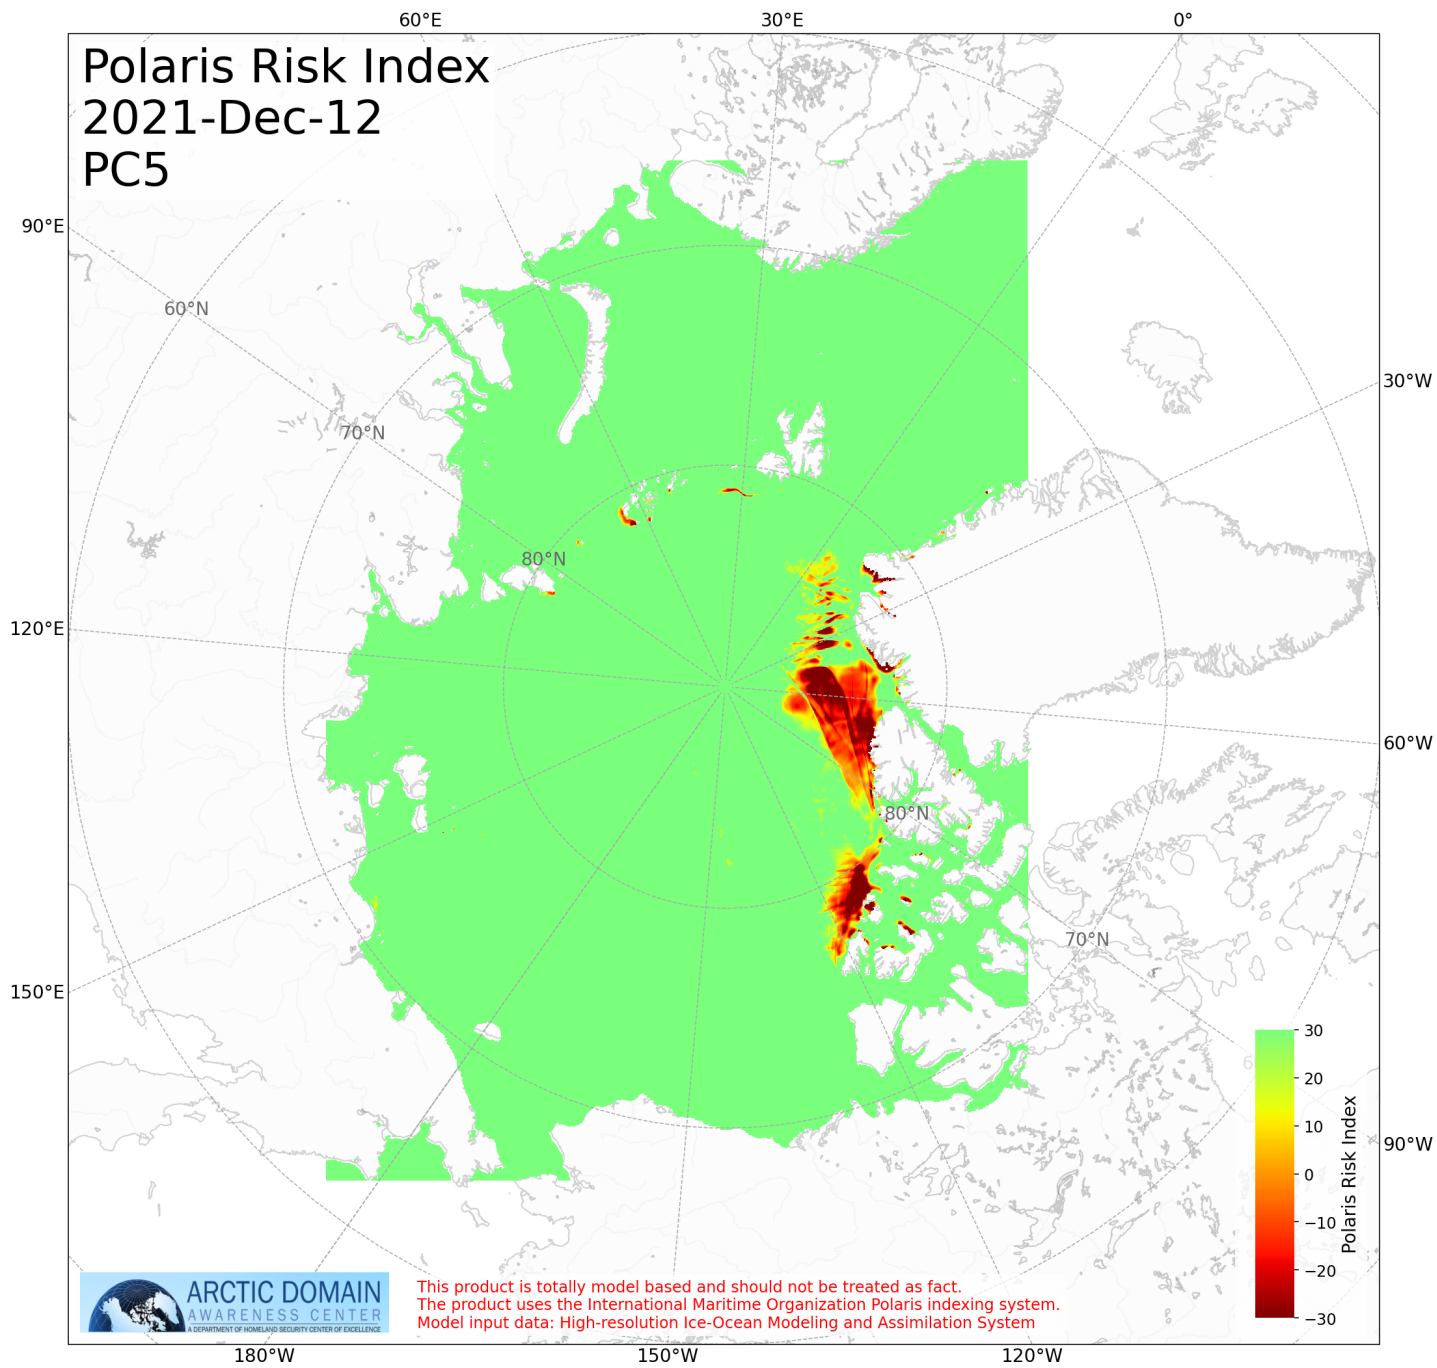 60°E
30°E
0°
Polaris Risk Index
2021-Dec-12
PC5
90°E
60°N
30°W
70°N
80°N
120°E
60°W
80°N
70°N
150°E
30
20
10
0
−10
−20
−30
Polaris Risk Index
90°W
ARCTIC DOMAIN
AWARENESS CENTER
A DEPARTMENT OF HOMELAND SECURITY CENTER OF EXCELLENCE
This product is totally model based and should not be treated as fact.
The product uses the International Maritime Organization Polaris indexing system.
Model input data: High-resolution Ice-Ocean Modeling and Assimilation System
180°W
150°W
120°W